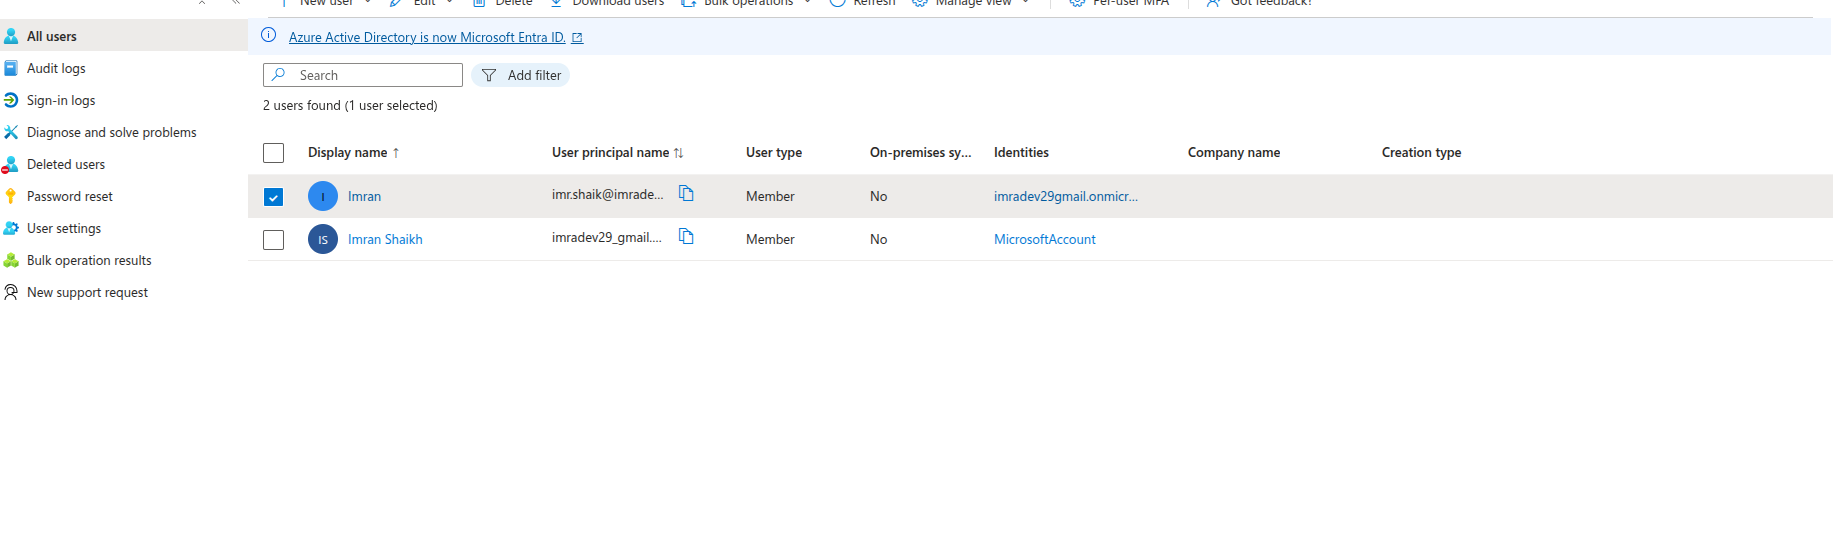 New user Edit Delete Download users Bulk operations Refresh Manage view Per-user MFA Got feedback?
All users
Audit logs
Sign-in logs
Diagnose and solve problems
Deleted users
Password reset
User settings
Bulk operation results
New support request
Azure Active Directory is now Microsoft Entra ID.
Search Add filter
2 users found (1 user selected)
Display name User principal name User type On-premises sy... Identities Company name Creation type
I Imran imr.shaik@imrade... Member No imradev29gmail.onmicr...
IS Imran Shaikh imradev29_gmail.... Member No MicrosoftAccount